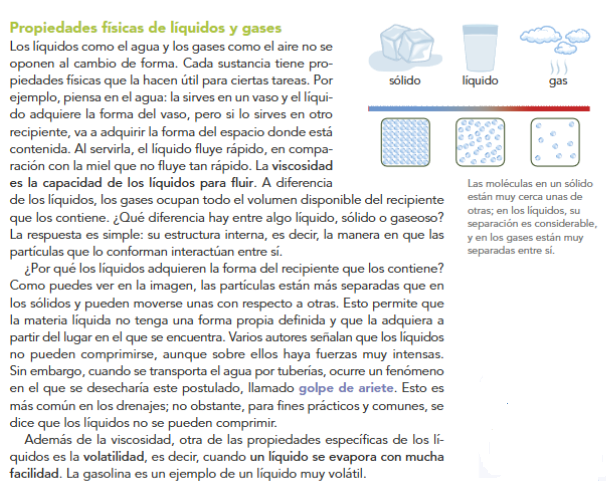 Propiedades físicas de líquidos y gases
Los líquidos como el agua y los gases como el aire no se
oponen al cambio de forma. Cada sustancia tiene pro-
piedades físicas que la hacen útil para ciertas tareas. Por
ejemplo, piensa en el agua: la sirves en un vaso y el líqui-
do adquiere la forma del vaso, pero si lo sirves en otro
recipiente, va a adquirir la forma del espacio donde está
contenida. Al servirla, el líquido fluye rápido, en compa-
ración con la miel que no fluye tan rápido. La viscosidad
es la capacidad de los líquidos para fluir. A diferencia
de los líquidos, los gases ocupan todo el volumen disponible del recipiente
que los contiene. ¿Qué diferencia hay entre algo líquido, sólido o gaseoso?
La respuesta es simple: su estructura interna, es decir, la manera en que las
partículas que lo conforman interactúan entre sí.
¿Por qué los líquidos adquieren la forma del recipiente que los contiene?
Como puedes ver en la imagen, las partículas están más separadas que en
los sólidos y pueden moverse unas con respecto a otras. Esto permite que
la materia líquida no tenga una forma propia definida y que la adquiera a
partir del lugar en el que se encuentra. Varios autores señalan que los líquidos
no pueden comprimirse, aunque sobre ellos haya fuerzas muy intensas.
Sin embargo, cuando se transporta el agua por tuberías, ocurre un fenómeno
en el que se desecharía este postulado, llamado golpe de ariete. Esto es
más común en los drenajes; no obstante, para fines prácticos y comunes, se
dice que los líquidos no se pueden comprimir.
Además de la viscosidad, otra de las propiedades específicas de los lí-
quidos es la volatilidad, es decir, cuando un líquido se evapora con mucha
facilidad. La gasolina es un ejemplo de un líquido muy volátil.
sólido
líquido
gas
Las moléculas en un sólido
están muy cerca unas de
otras; en los líquidos, su
separación es considerable,
y en los gases están muy
separadas entre sí.